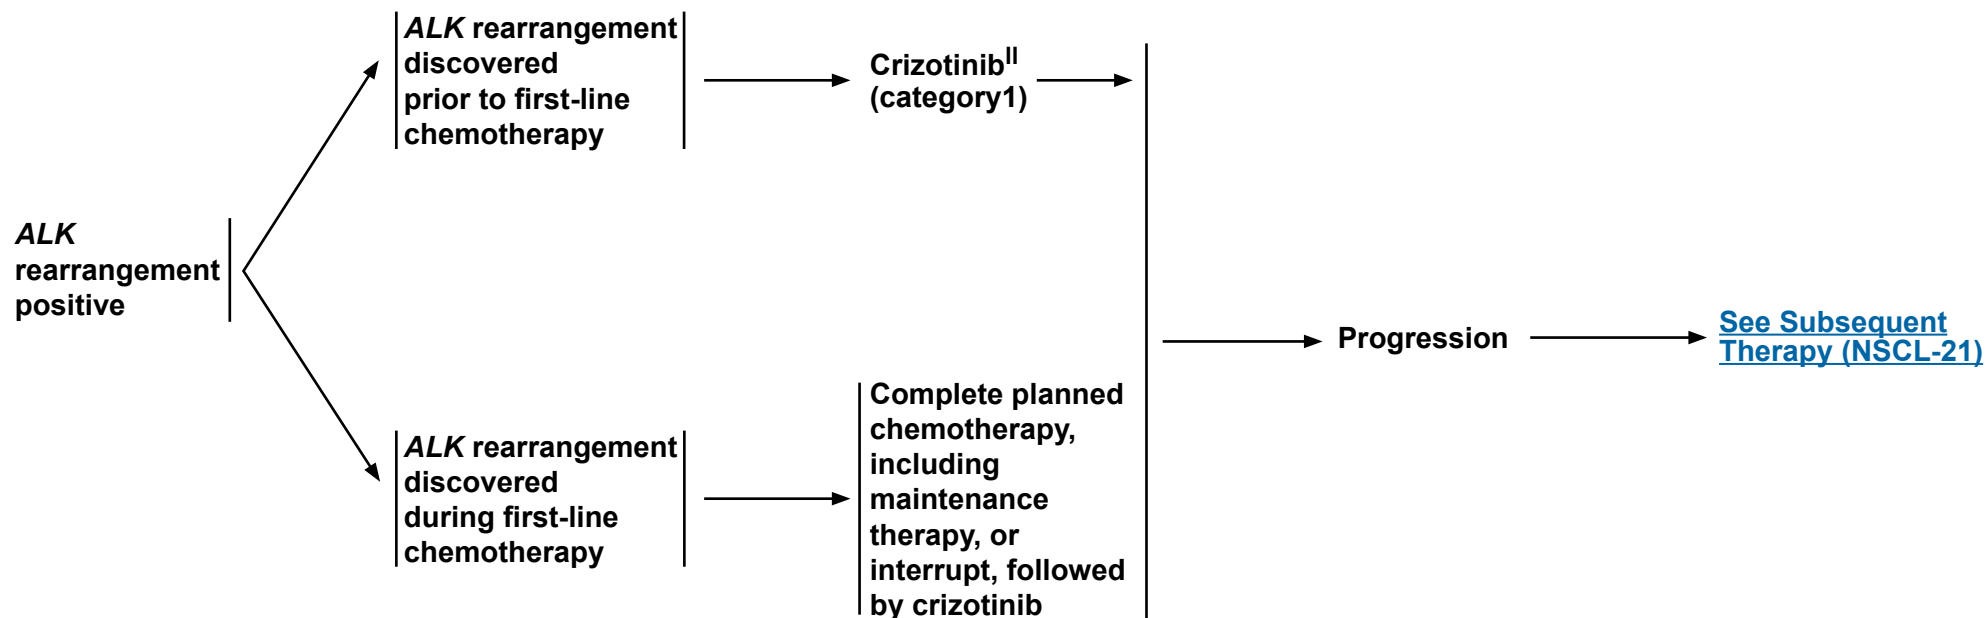 ALK
rearrangement
positive
ALK rearrangement
discovered
prior to first-line
chemotherapy
Crizotinib^ll
(category1)
ALK rearrangement
discovered
during first-line
chemotherapy
Complete planned
chemotherapy,
including
maintenance
therapy, or
interrupt, followed
by crizotinib
Progression
See Subsequent
Therapy (NSCL-21)